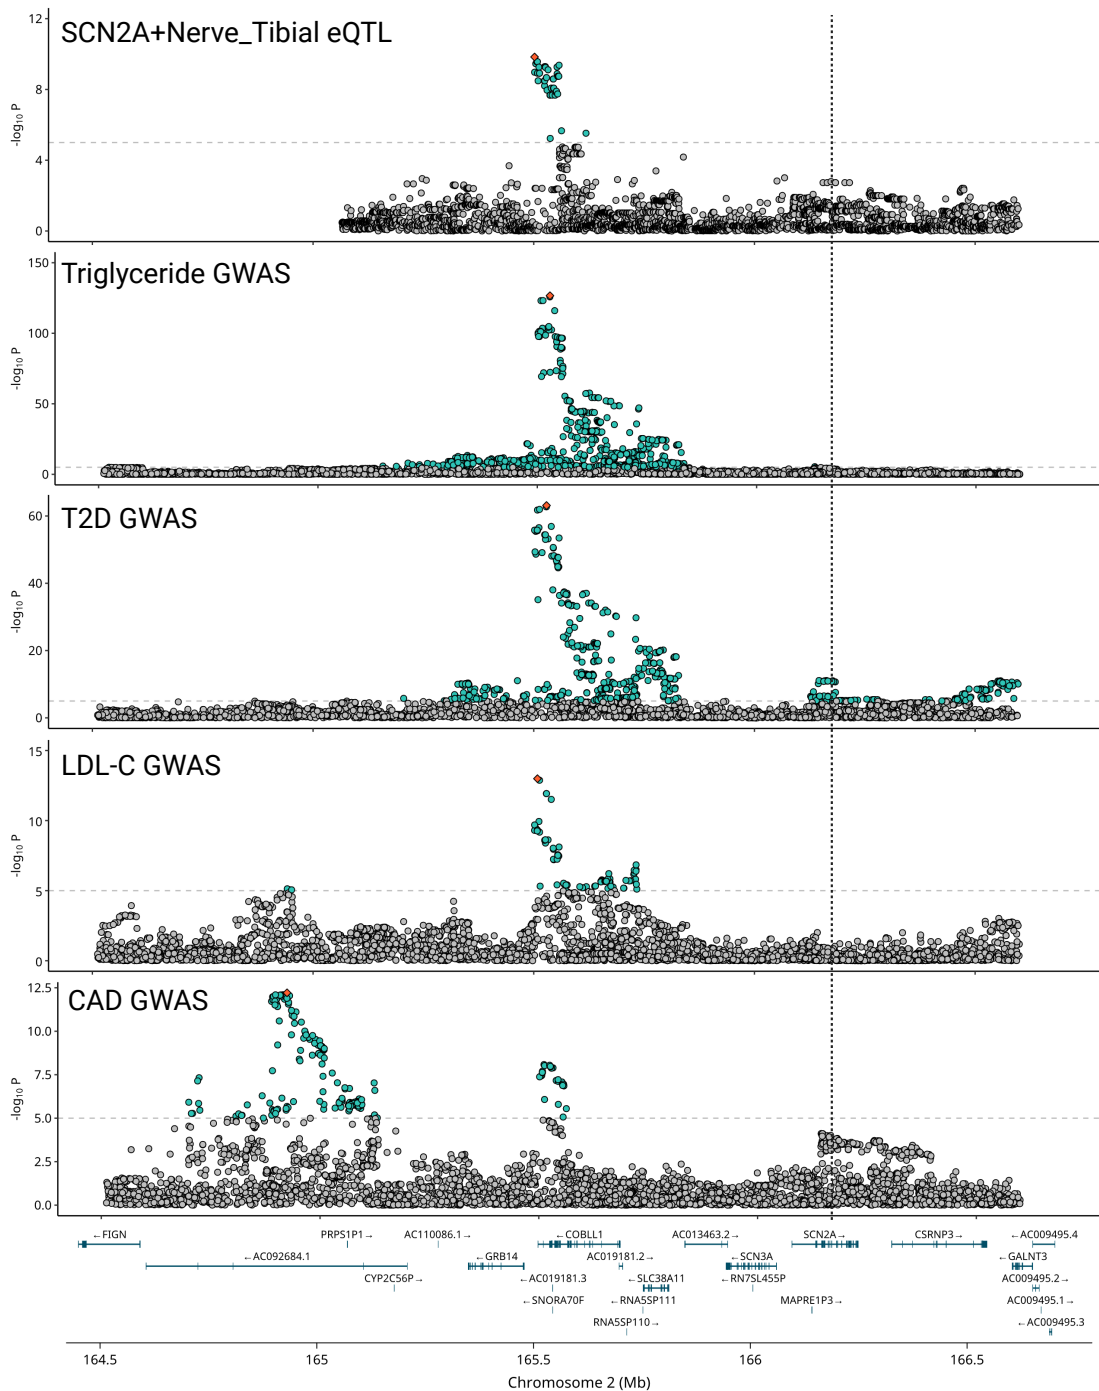 SCN2A+Nerve_Tibial eQTL
12
8
4
0
-log10 P
Triglyceride GWAS
150
100
50
0
-log10 P
T2D GWAS
60
40
20
0
-log10 P
LDL-C GWAS
15
10
5
0
-log10 P
CAD GWAS
12.5
10.0
7.5
5.0
2.5
0.0
-log10 P
←FIGN PRPS1P1→ AC110086.1→ ←COBLL1 AC013463.2→ SCN2A→ CSRNP3→ ←AC009495.4
←AC092684.1 ←GRB14 AC019181.2→ ←SCN3A ←GALNT3
CYP2C56P→ ←AC019181.3 ←SLC38A11 ←RN7SL455P AC009495.2→
←SNORA70F ←RNA5SP111 MAPRE1P3→ AC009495.1→
RNA5SP110→ ←AC009495.3
164.5 165 165.5 166 166.5
Chromosome 2 (Mb)